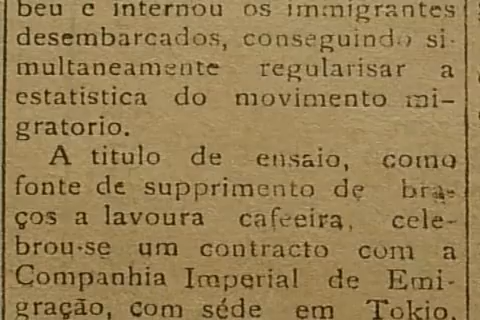 beu e internou os immigrantes
desembarcados, conseguindo si-
multaneamente regularisar a
estatistica do movimento mi-
gratorio.
A titulo de ensaio, como
fonte de supprimento de bra-
ços a lavoura cafeeira, cele-
brou-se um contracto com a
Companhia Imperial de Emi-
gração, com séde em Tokio,